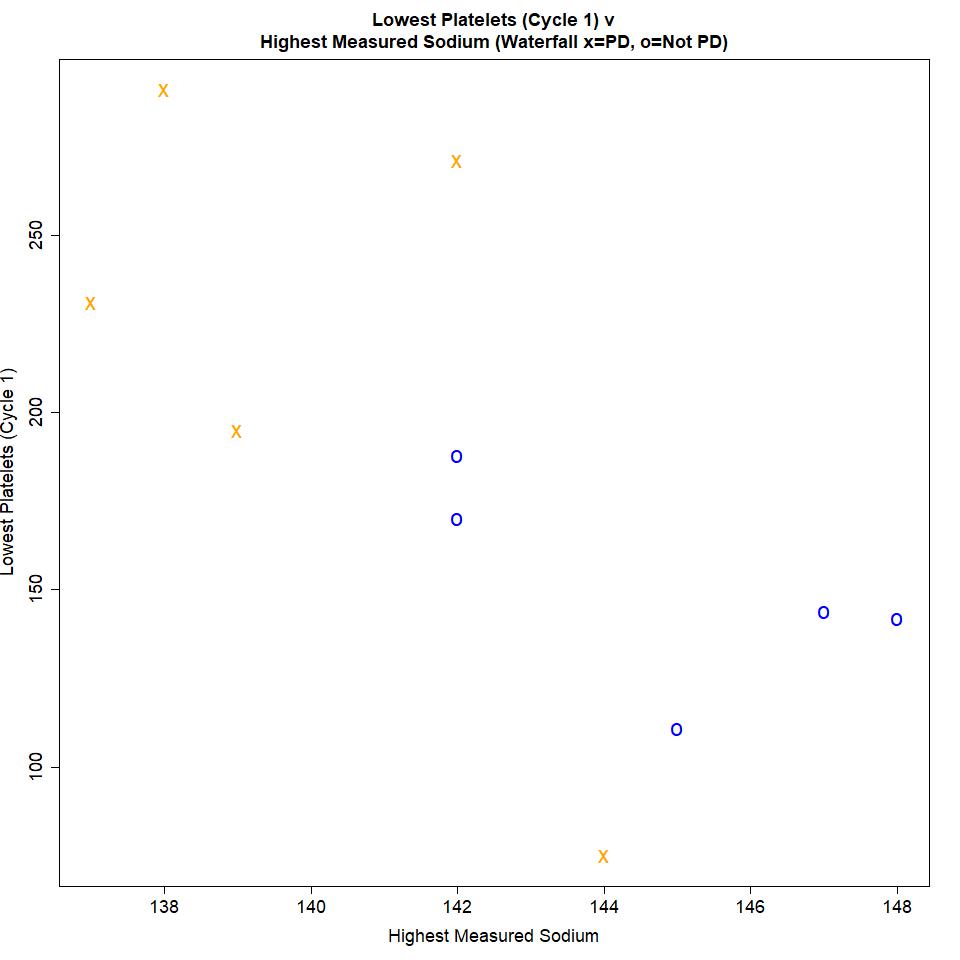 Lowest Platelets (Cycle 1) v
Highest Measured Sodium (Waterfall x=PD, o=Not PD)
Lowest Platelets (Cycle 1)
250
200
150
100
x
x
x
x
o
o
o
o
o
x
138
140
142
144
146
148
Highest Measured Sodium